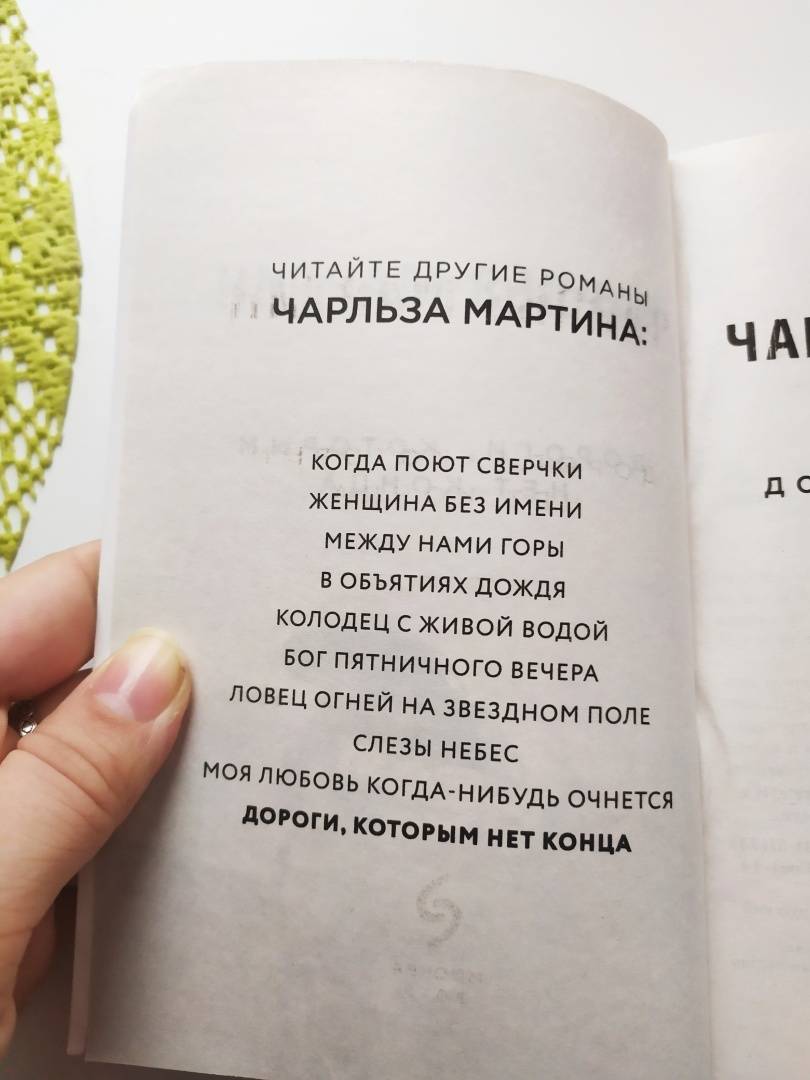 ЧИТАЙТЕ ДРУГИЕ РОМАНЫ
ЧАРЛЬЗА МАРТИНА:
КОГДА ПОЮТ СВЕРЧКИ
ЖЕНЩИНА БЕЗ ИМЕНИ
МЕЖДУ НАМИ ГОРЫ
В ОБЪЯТИЯХ ДОЖДЯ
КОЛОДЕЦ С ЖИВОЙ ВОДОЙ
БОГ ПЯТНИЧНОГО ВЕЧЕРА
ЛОВЕЦ ОГНЕЙ НА ЗВЕЗДНОМ ПОЛЕ
СЛЕЗЫ НЕБЕС
МОЯ ЛЮБОВЬ КОГДА-НИБУДЬ ОЧНЕТСЯ
ДОРОГИ, КОТОРЫМ НЕТ КОНЦА